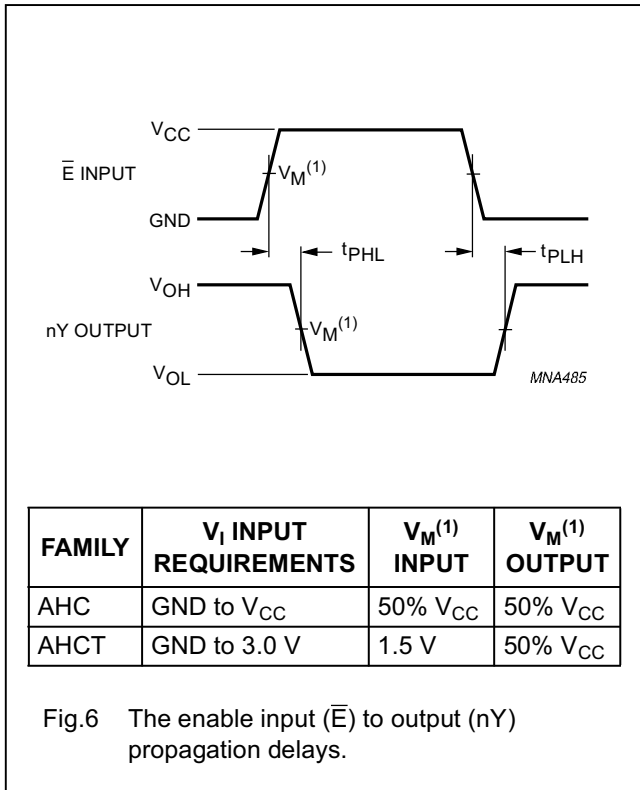 VCC
E̅ INPUT
VM(1)
GND
tPHL
tPLH
VOH
nY OUTPUT
VM(1)
VOL
MNA485
FAMILY VI INPUT REQUIREMENTS VM(1) INPUT VM(1) OUTPUT
AHC GND to VCC 50% VCC 50% VCC
AHCT GND to 3.0 V 1.5 V 50% VCC
Fig.6 The enable input (E̅) to output (nY)
propagation delays.